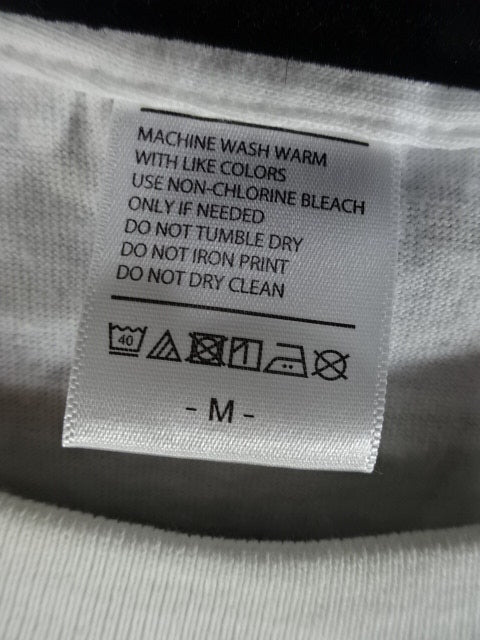 MACHINE WASH WARM
WITH LIKE COLORS
USE NON-CHLORINE BLEACH
ONLY IF NEEDED
DO NOT TUMBLE DRY
DO NOT IRON PRINT
DO NOT DRY CLEAN
40
- M -